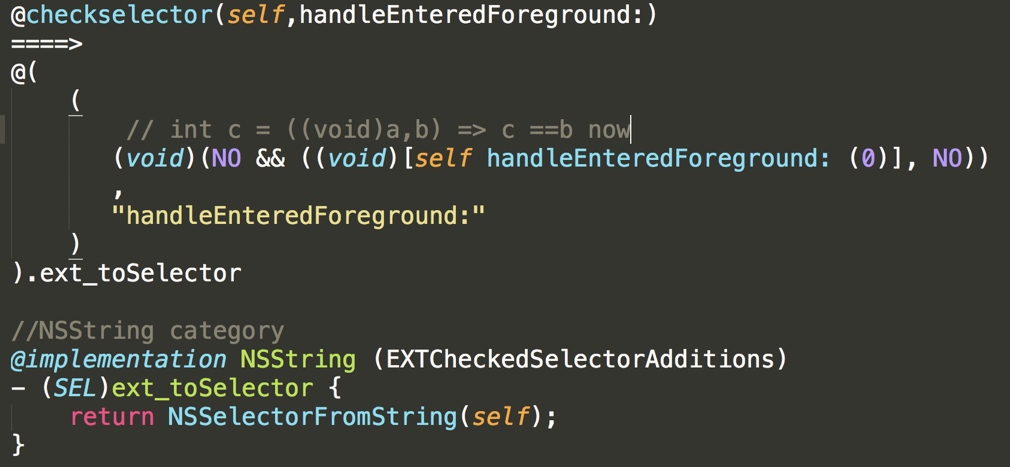 @checkselector(self,handleEnteredForeground:)
====>
@(
(
// int c = ((void)a,b) => c ==b now
(void)(NO && ((void)[self handleEnteredForeground: (0)], NO))
,
"handleEnteredForeground:"
)
).ext_toSelector
//NSString category
@implementation NSString (EXTCheckedSelectorAdditions)
- (SEL)ext_toSelector {
return NSSelectorFromString(self);
}